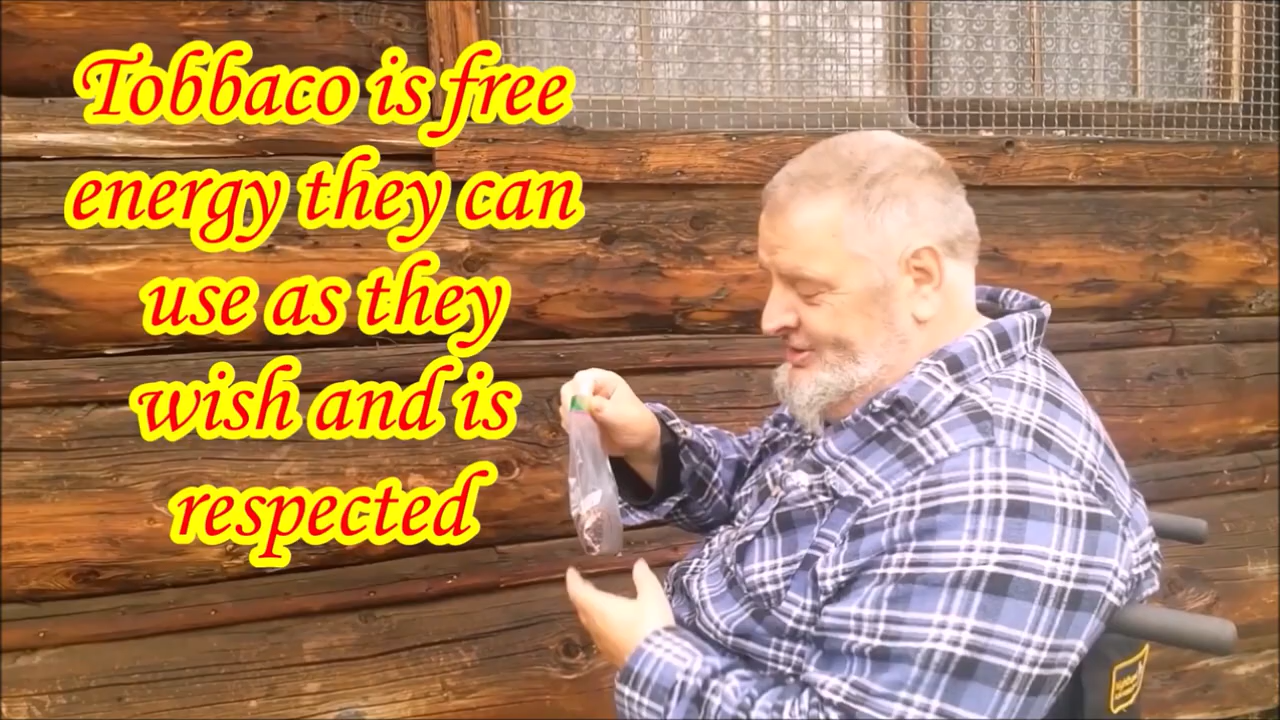 Tobbaco is free
energy they can
use as they
wish and is
respected